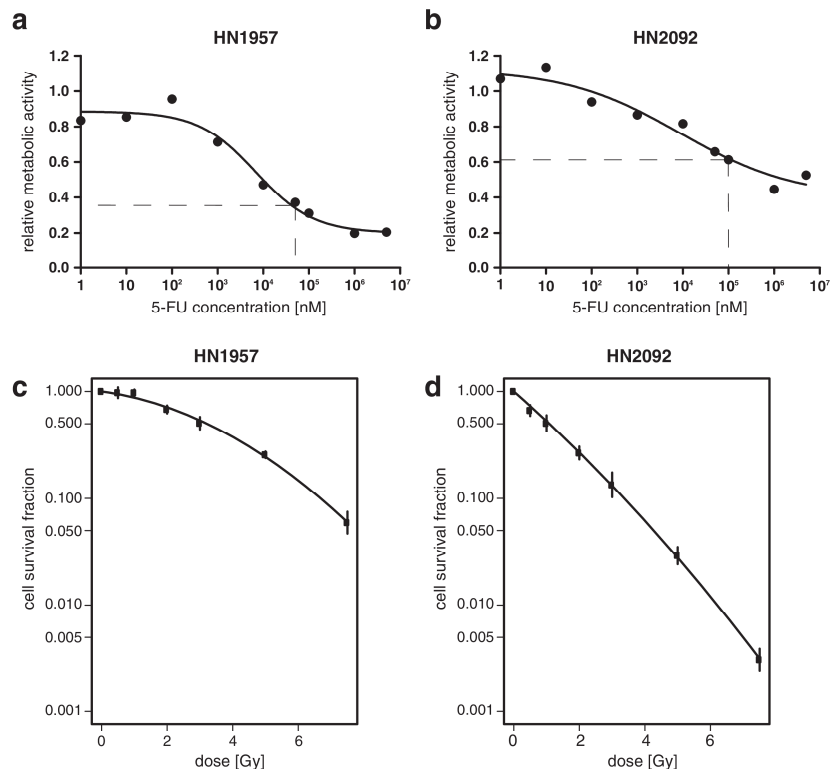 a
HN1957
relative metabolic activity
1.2
1.0
0.8
0.6
0.4
0.2
0.0
1 10 10² 10³ 10⁴ 10⁵ 10⁶ 10⁷
5-FU concentration [nM]
b
HN2092
relative metabolic activity
1.2
1.0
0.8
0.6
0.4
0.2
0.0
1 10 10² 10³ 10⁴ 10⁵ 10⁶ 10⁷
5-FU concentration [nM]
c
HN1957
cell survival fraction
1.000
0.500
0.100
0.050
0.010
0.005
0.001
0 2 4 6
dose [Gy]
d
HN2092
cell survival fraction
1.000
0.500
0.100
0.050
0.010
0.005
0.001
0 2 4 6
dose [Gy]